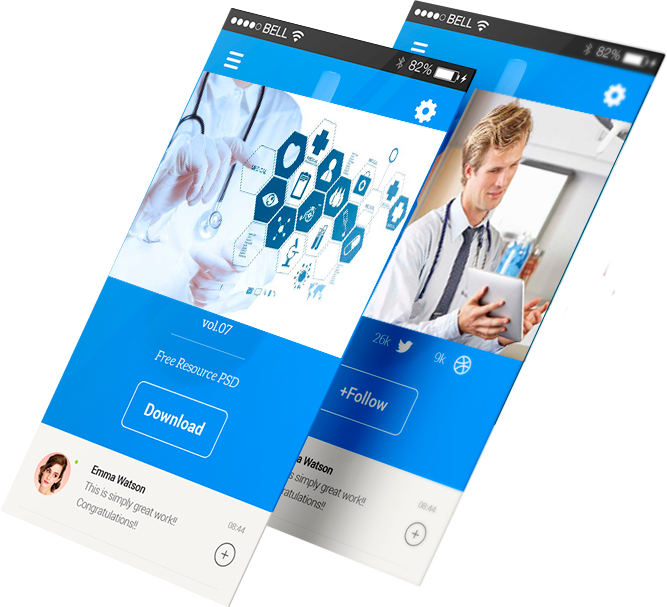 BELL
82%
vol.07
Free Resource PSD
Download
Emma Watson
This is simply great work!!
Congratulations!!
08:44
BELL
82%
26k
9k
+Follow
a Watson
s simply great work!!
atulations!!
08:44